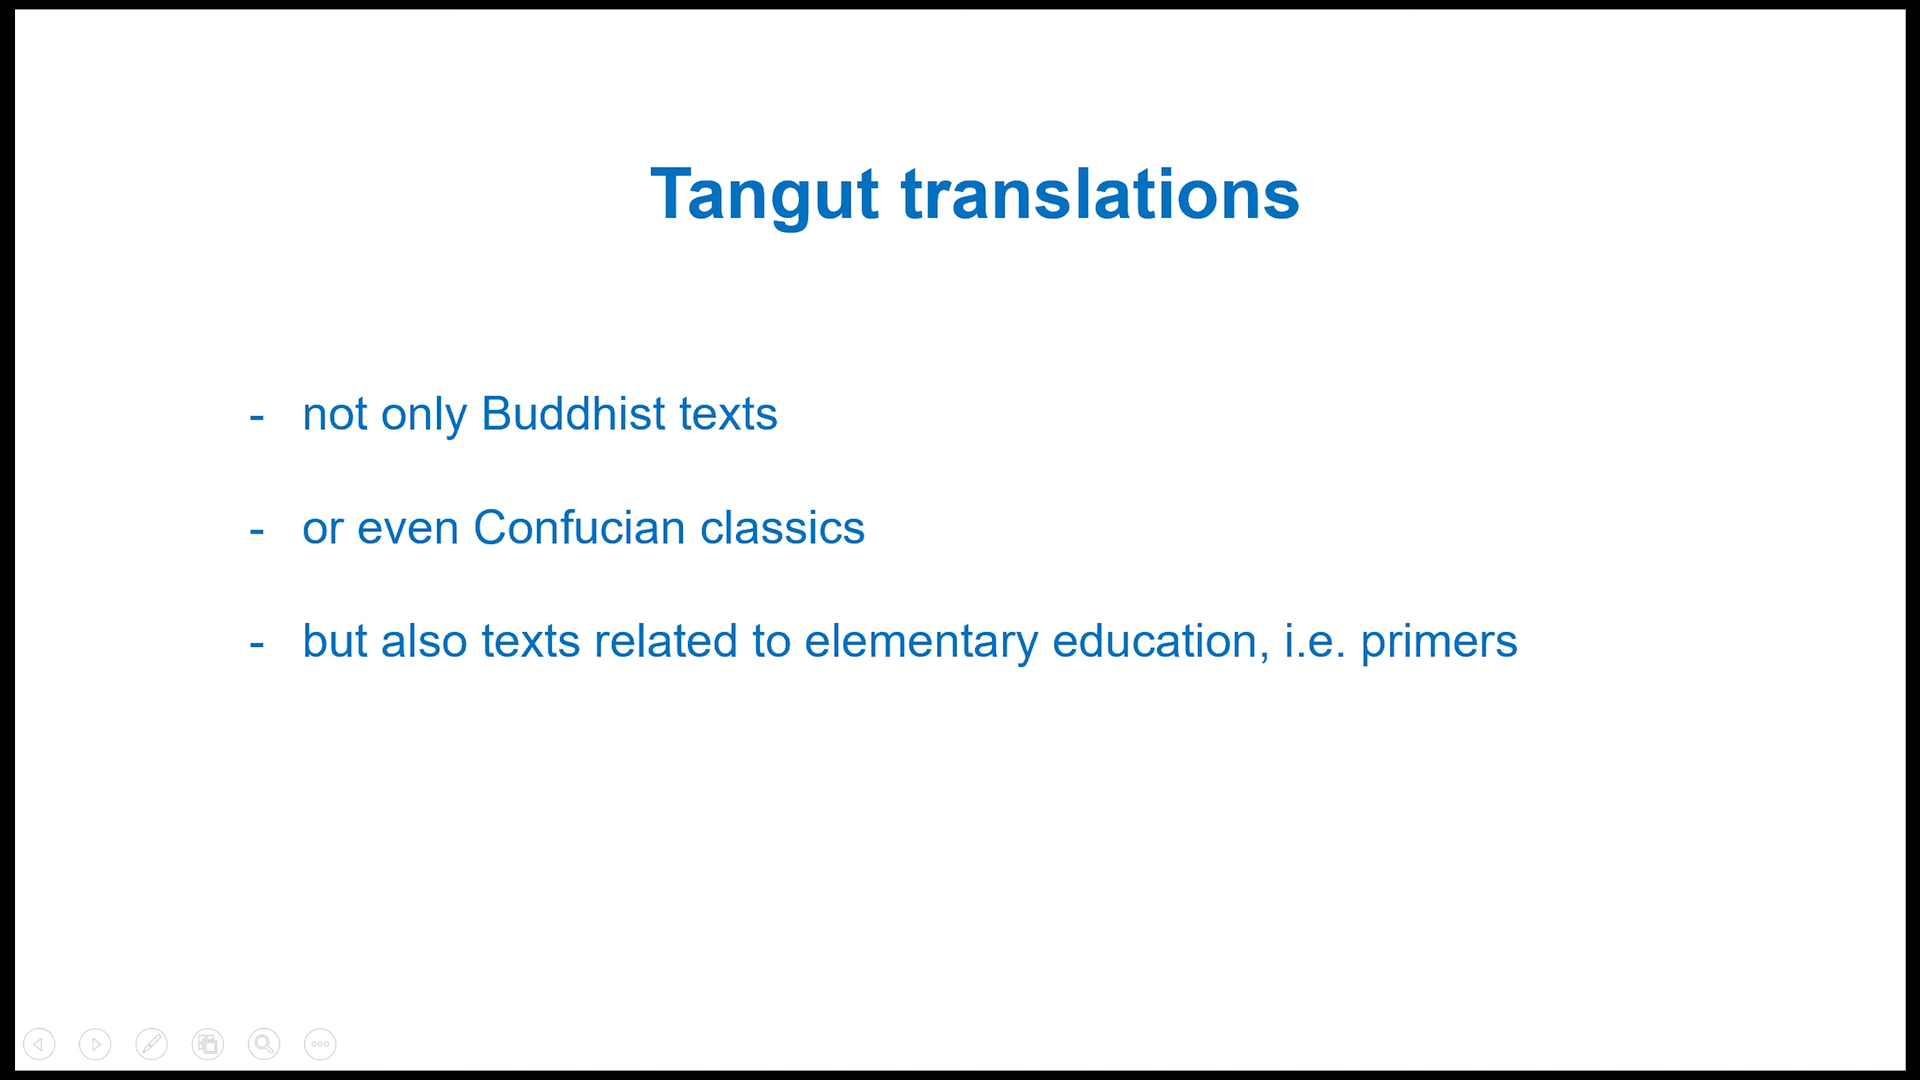 Tangut translations
- not only Buddhist texts
- or even Confucian classics
- but also texts related to elementary education, i.e. primers